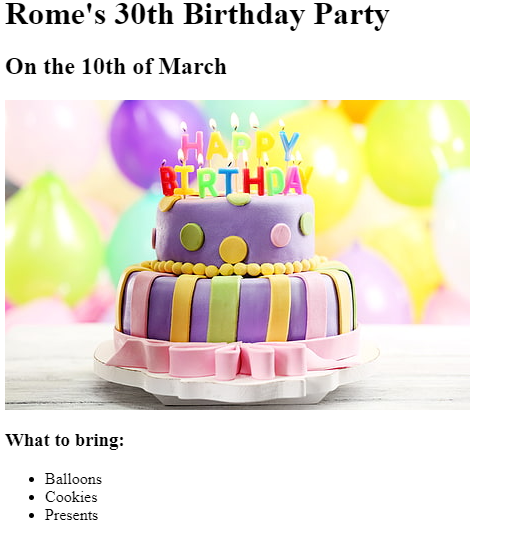 Rome's 30th Birthday Party
On the 10th of March
HAPPY
BIRTHDAY
What to bring:
Balloons
Cookies
Presents